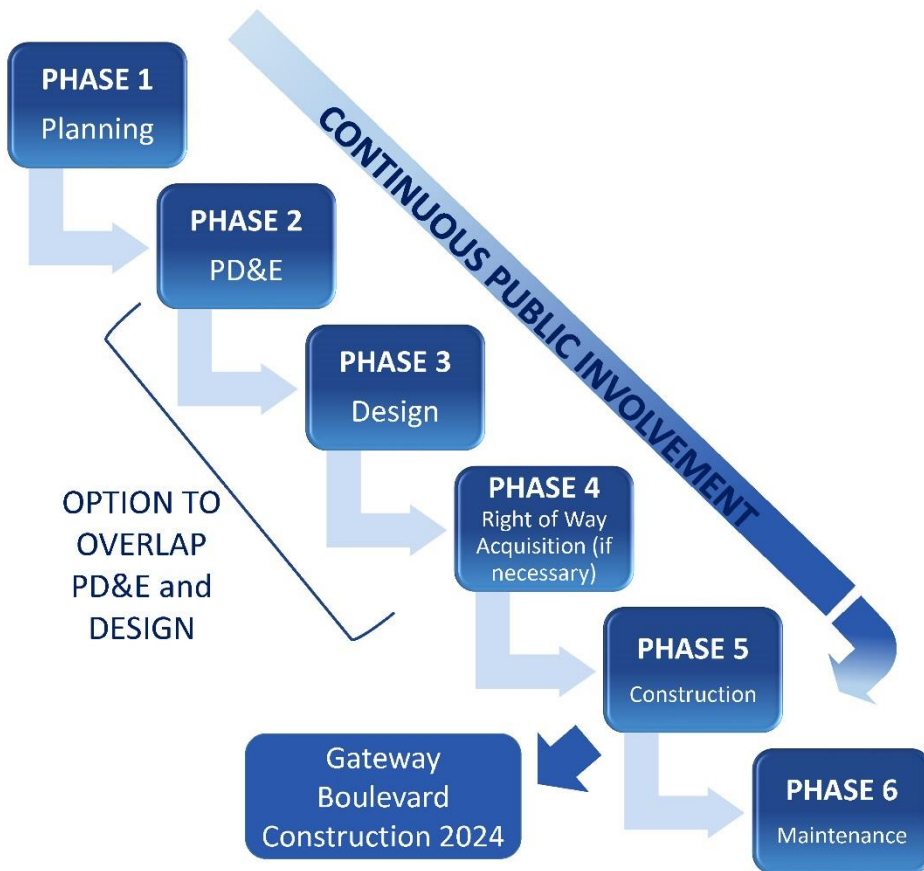 PHASE 1
Planning
PHASE 2
PD&E
PHASE 3
Design
PHASE 4
Right of Way
Acquisition (if
necessary)
PHASE 5
Construction
PHASE 6
Maintenance
CONTINUOUS PUBLIC INVOLVEMENT
OPTION TO
OVERLAP
PD&E and
DESIGN
Gateway
Boulevard
Construction 2024